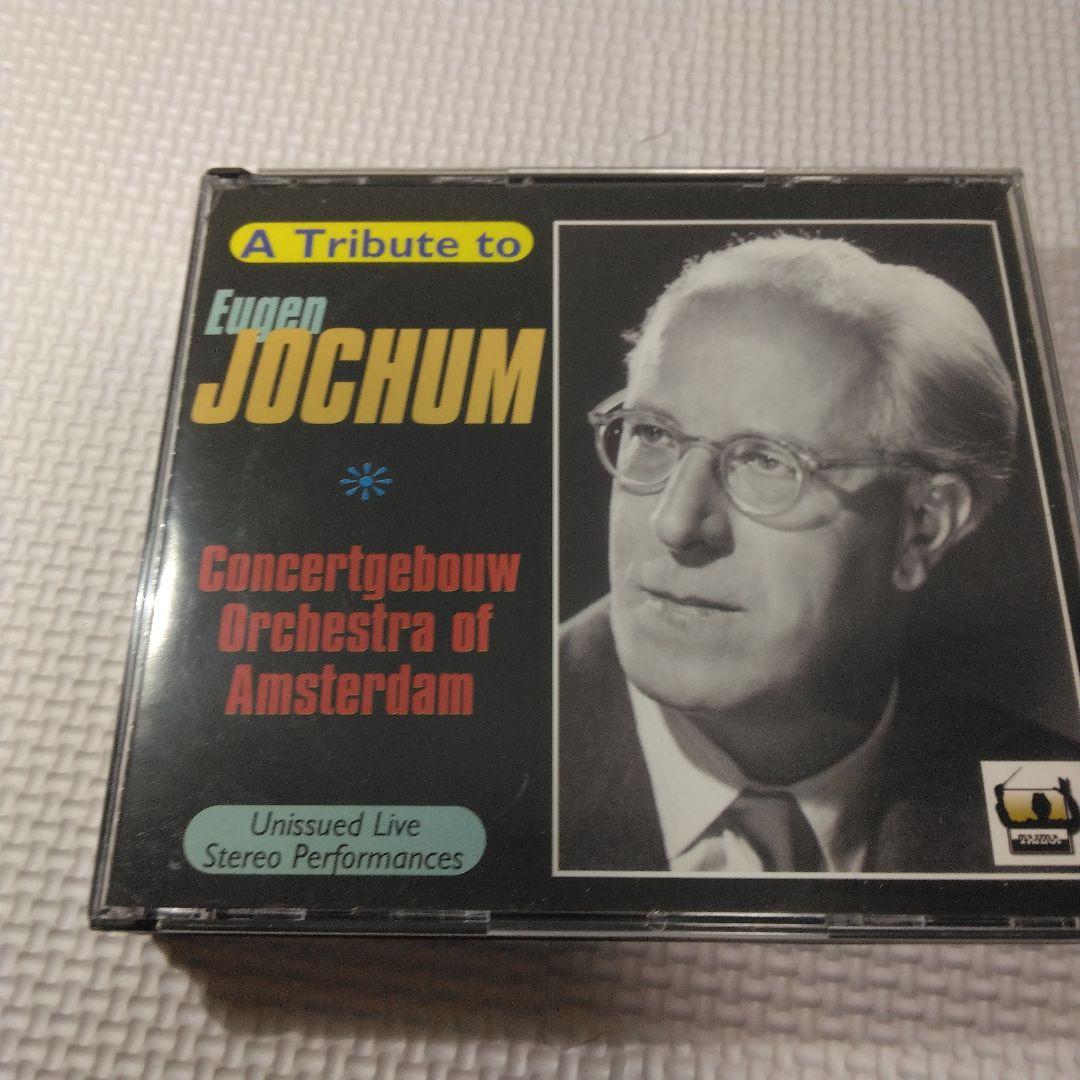 A Tribute to
Eugen
JOCHUM
Concertgebouw
Orchestra of
Amsterdam
Unissued Live
Stereo Performances